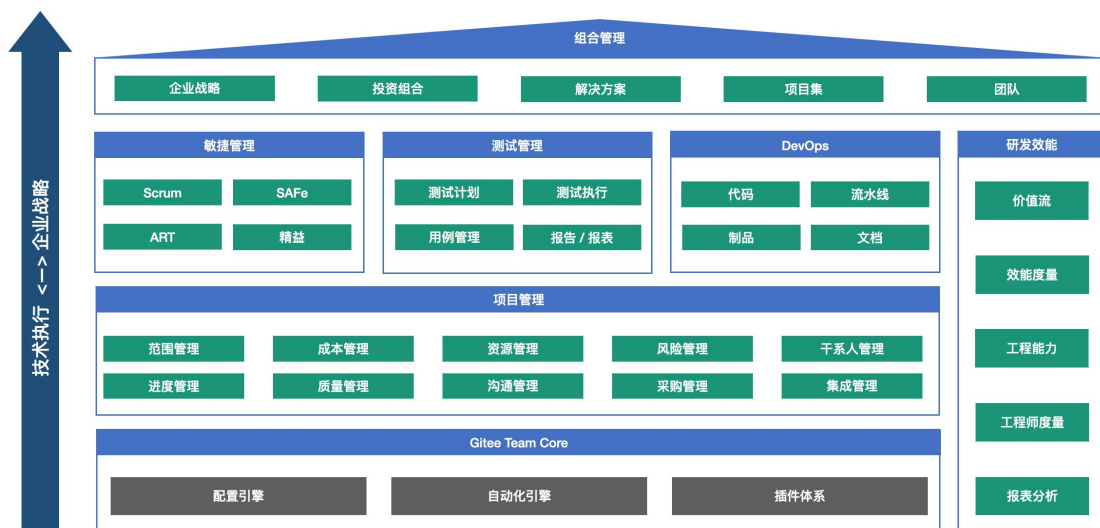 组合管理
企业战略 投资组合 解决方案 项目集 团队
技术执行 <—> 企业战略
敏捷管理
Scrum SAFe
ART 精益
测试管理
测试计划 测试执行
用例管理 报告 / 报表
DevOps
代码 流水线
制品 文档
研发效能
价值流
效能度量
工程能力
工程师度量
报表分析
项目管理
范围管理 成本管理 资源管理 风险管理 干系人管理
进度管理 质量管理 沟通管理 采购管理 集成管理
Gitee Team Core
配置引擎 自动化引擎 插件体系